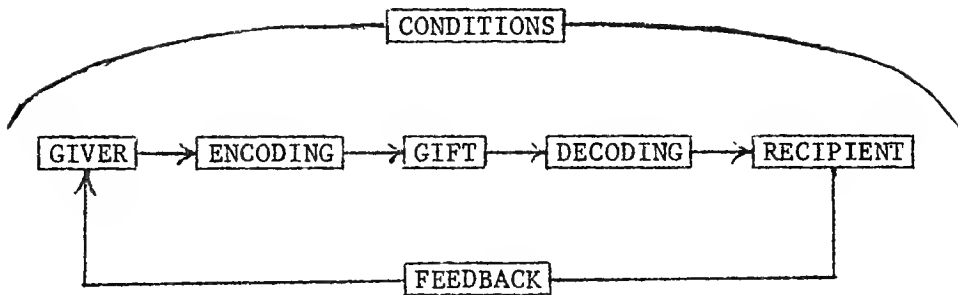 CONDITIONS
GIVER ENCODING GIFT DECODING RECIPIENT
FEEDBACK